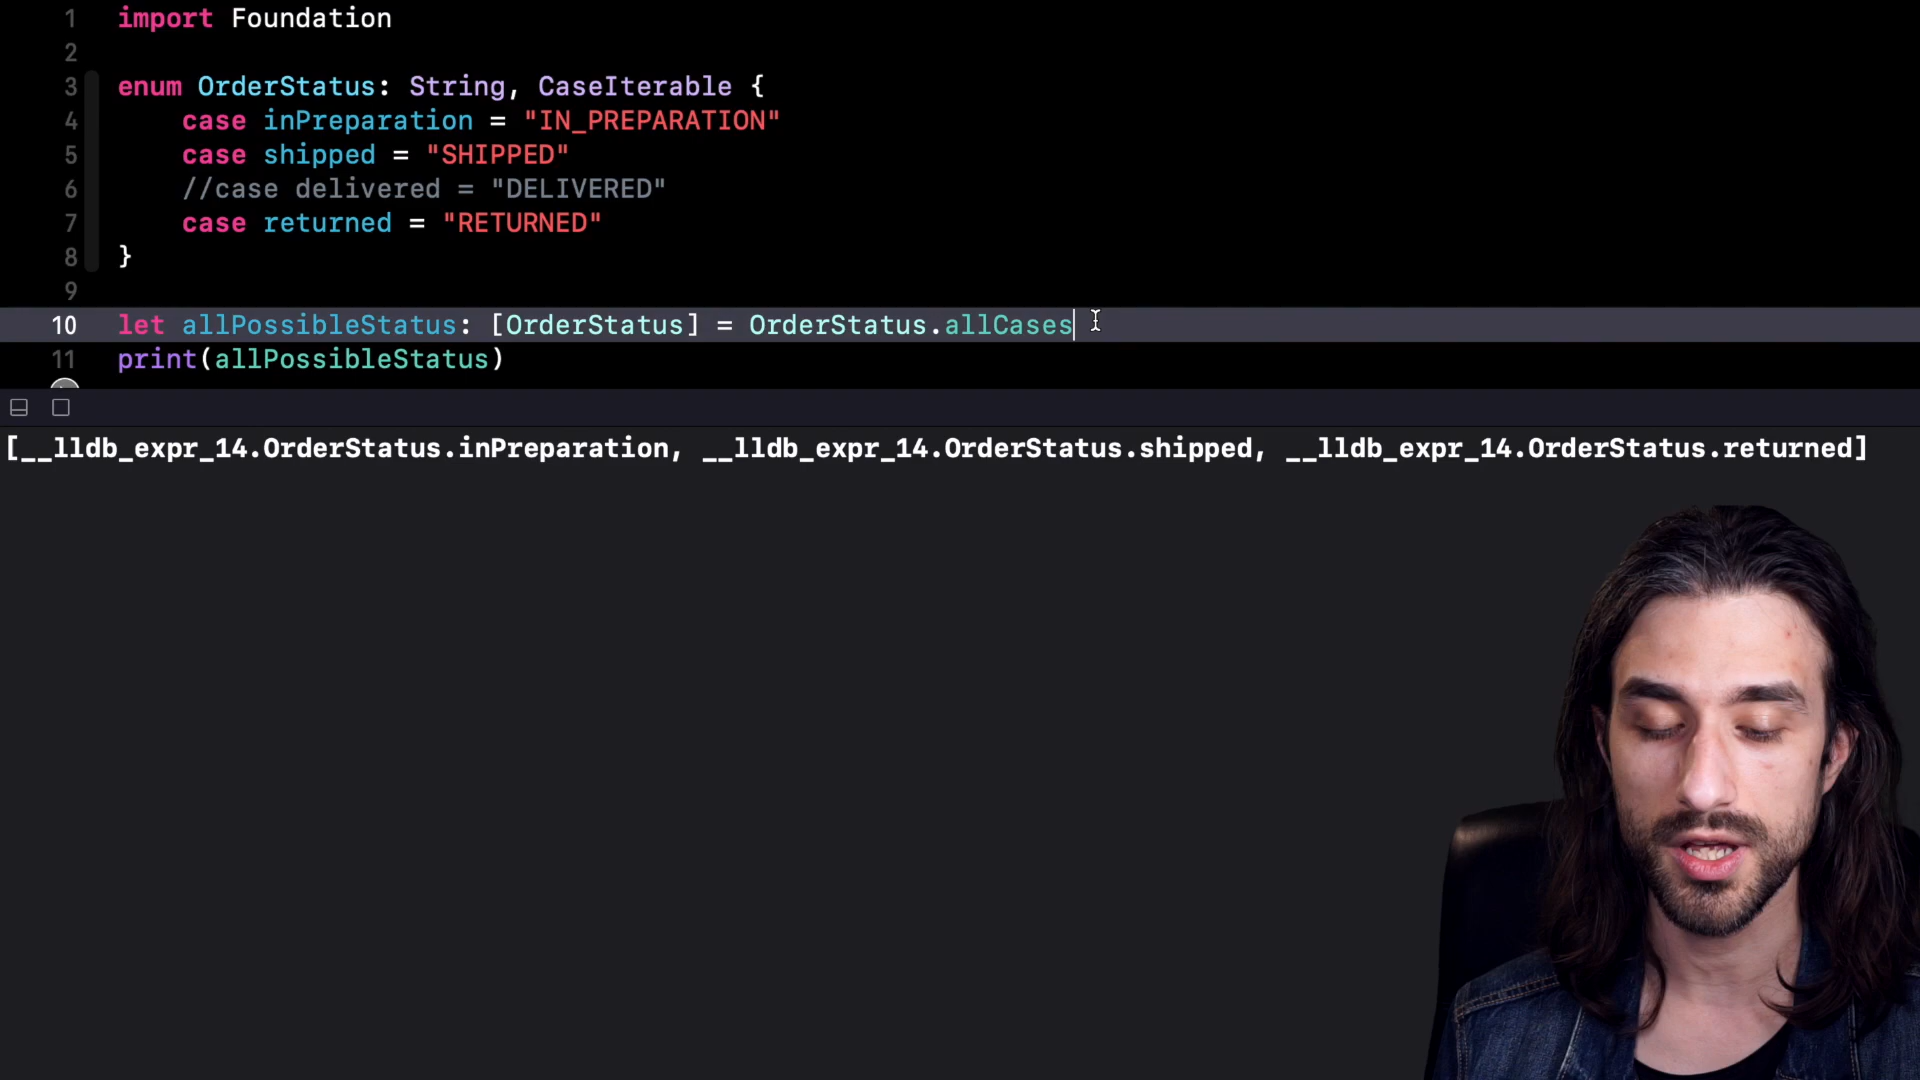 1 import Foundation
2
3 enum OrderStatus: String, CaseIterable {
4 case inPreparation = "IN_PREPARATION"
5 case shipped = "SHIPPED"
6 //case delivered = "DELIVERED"
7 case returned = "RETURNED"
8 }
9
10 let allPossibleStatus: [OrderStatus] = OrderStatus.allCases
11 print(allPossibleStatus)
[__lldb_expr_14.OrderStatus.inPreparation, __lldb_expr_14.OrderStatus.shipped, __lldb_expr_14.OrderStatus.returned]